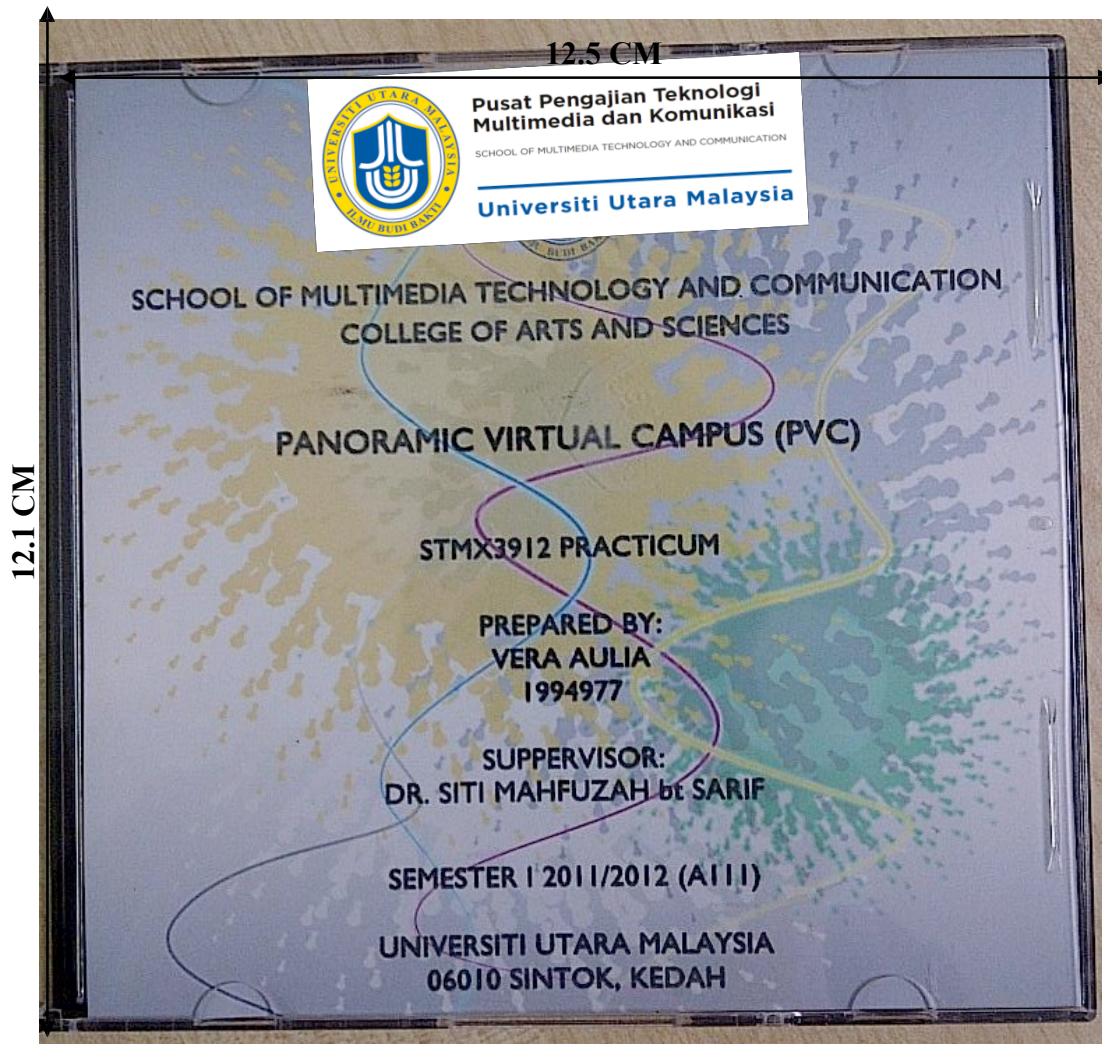 12.5 CM
12.1 CM
UNIVERSITI UTARA MALAYSIA
ILMU BUDI BAKTI
Pusat Pengajian Teknologi
Multimedia dan Komunikasi
SCHOOL OF MULTIMEDIA TECHNOLOGY AND COMMUNICATION
Universiti Utara Malaysia
BUDI
SCHOOL OF MULTIMEDIA TECHNOLOGY AND COMMUNICATION
COLLEGE OF ARTS AND SCIENCES
PANORAMIC VIRTUAL CAMPUS (PVC)
STMX3912 PRACTICUM
PREPARED BY:
VERA AULIA
1994977
SUPPERVISOR:
DR. SITI MAHFUZAH bt SARIF
SEMESTER I 2011/2012 (A111)
UNIVERSITI UTARA MALAYSIA
06010 SINTOK, KEDAH